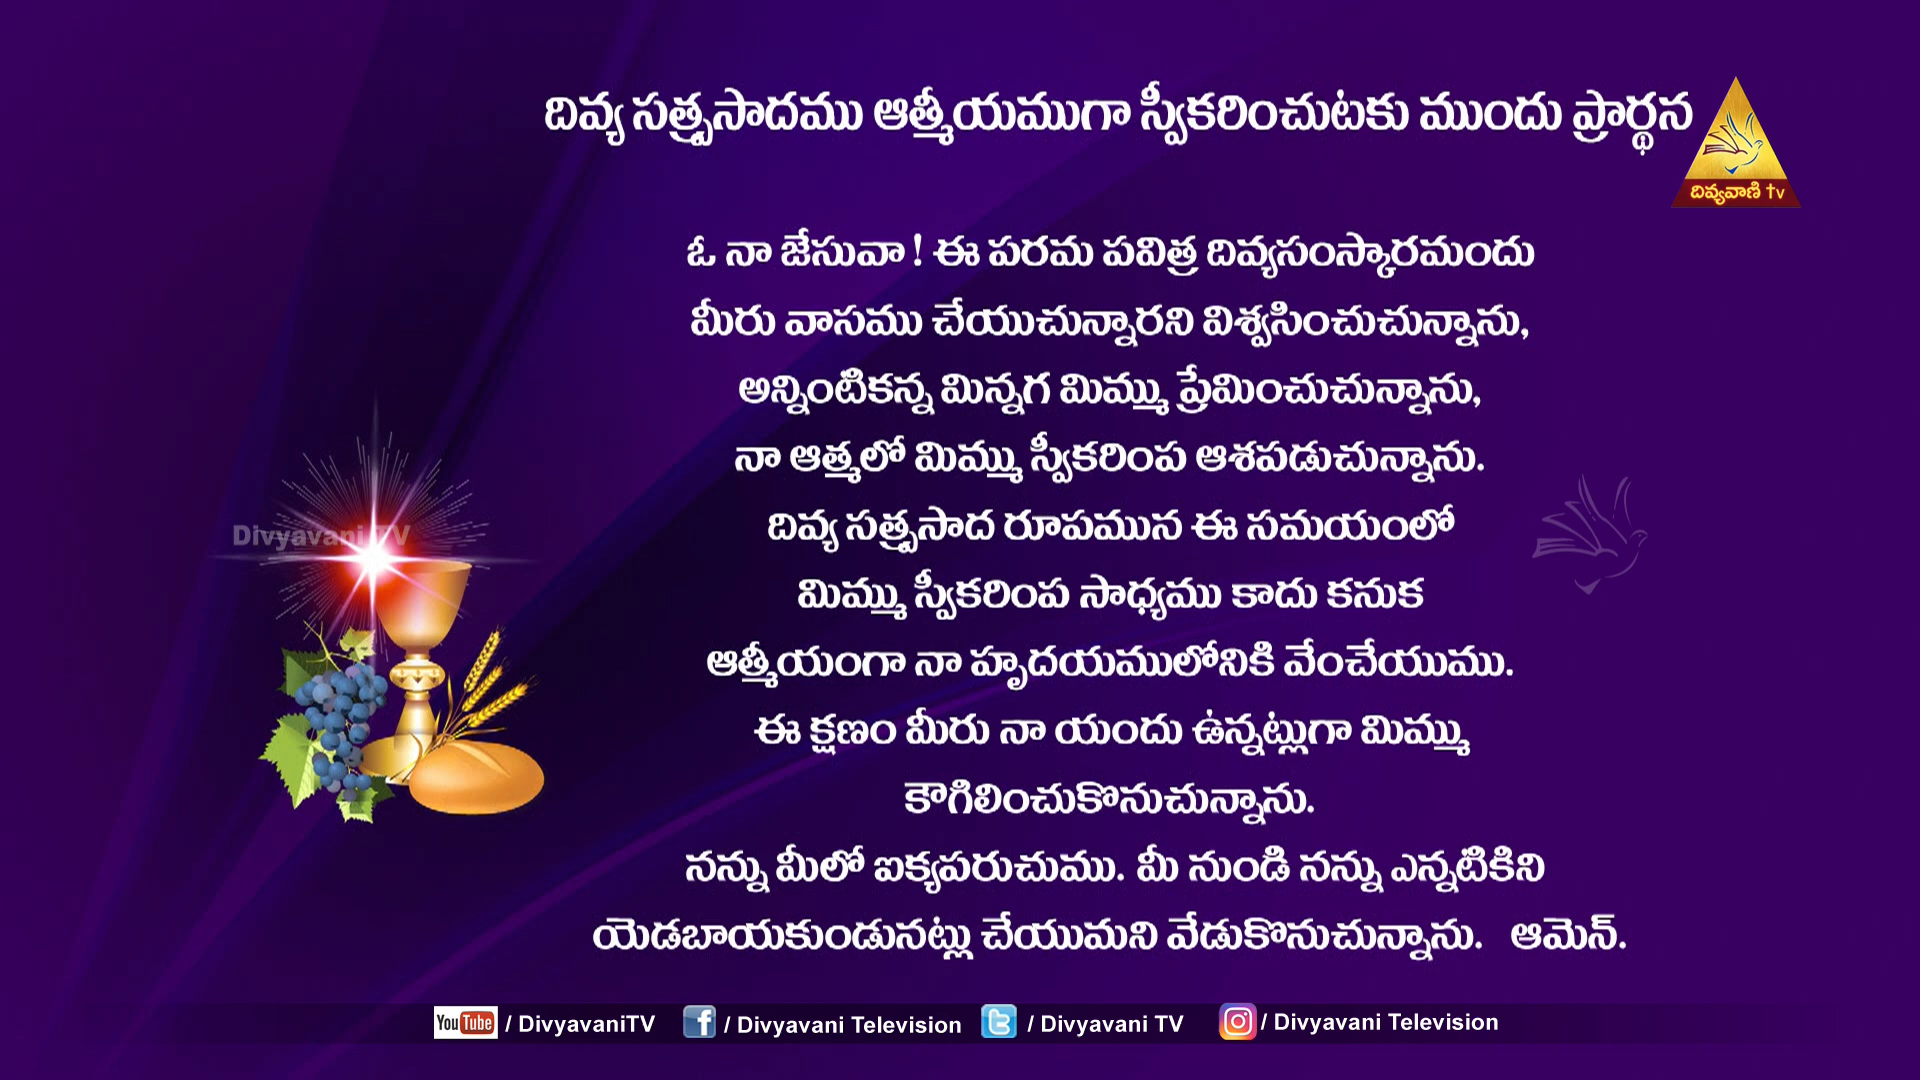 దివ్య సత్ప్రసాదము ఆత్మీయముగా స్వీకరించుటకు ముందు ప్రార్థన
దివ్యవాణి tv
ఓ నా జేసువా ! ఈ పరమ పవిత్ర దివ్యసంస్కారమందు
మీరు వాసము చేయుచున్నారని విశ్వసించుచున్నాను,
అన్నింటికన్న మిన్నగ మిమ్ము ప్రేమించుచున్నాను,
నా ఆత్మలో మిమ్ము స్వీకరింప ఆశపడుచున్నాను.
దివ్య సత్ప్రసాద రూపమున ఈ సమయంలో
Divyavani TV
మిమ్ము స్వీకరింప సాధ్యము కాదు కనుక
ఆత్మీయంగా నా హృదయములోనికి వేంచేయుము.
ఈ క్షణం మీరు నా యందు ఉన్నట్లుగా మిమ్ము
కౌగిలించుకొనుచున్నాను.
నన్ను మీలో ఐక్యపరుచుము. మీ నుండి నన్ను ఎన్నటికిని
యెడబాయకుండునట్లు చేయుమని వేడుకొనుచున్నాను. ఆమెన్.
YouTube / DivyavaniTV f / Divyavani Television / Divyavani TV / Divyavani Television